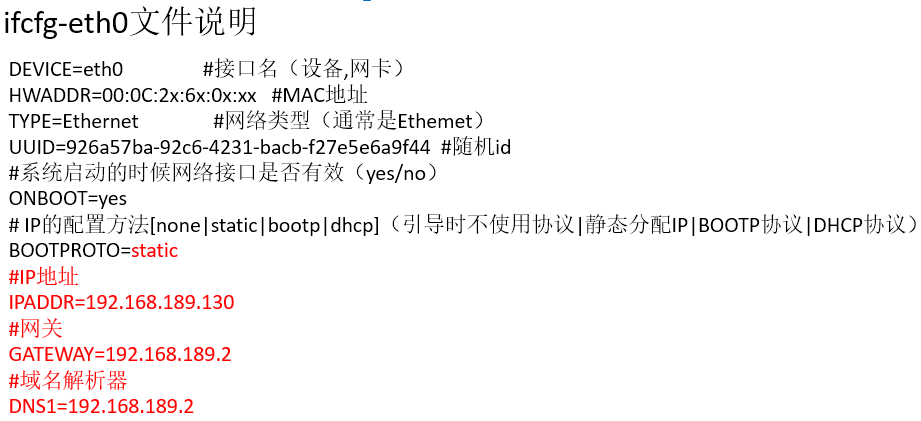 ifcfg-eth0文件说明
DEVICE=eth0 #接口名（设备,网卡）
HWADDR=00:0C:2x:6x:0x:xx #MAC地址
TYPE=Ethernet #网络类型（通常是Ethemet）
UUID=926a57ba-92c6-4231-bacb-f27e5e6a9f44 #随机id
#系统启动的时候网络接口是否有效（yes/no）
ONBOOT=yes
# IP的配置方法[none|static|bootp|dhcp]（引导时不使用协议|静态分配IP|BOOTP协议|DHCP协议）
BOOTPROTO=static
#IP地址
IPADDR=192.168.189.130
#网关
GATEWAY=192.168.189.2
#域名解析器
DNS1=192.168.189.2